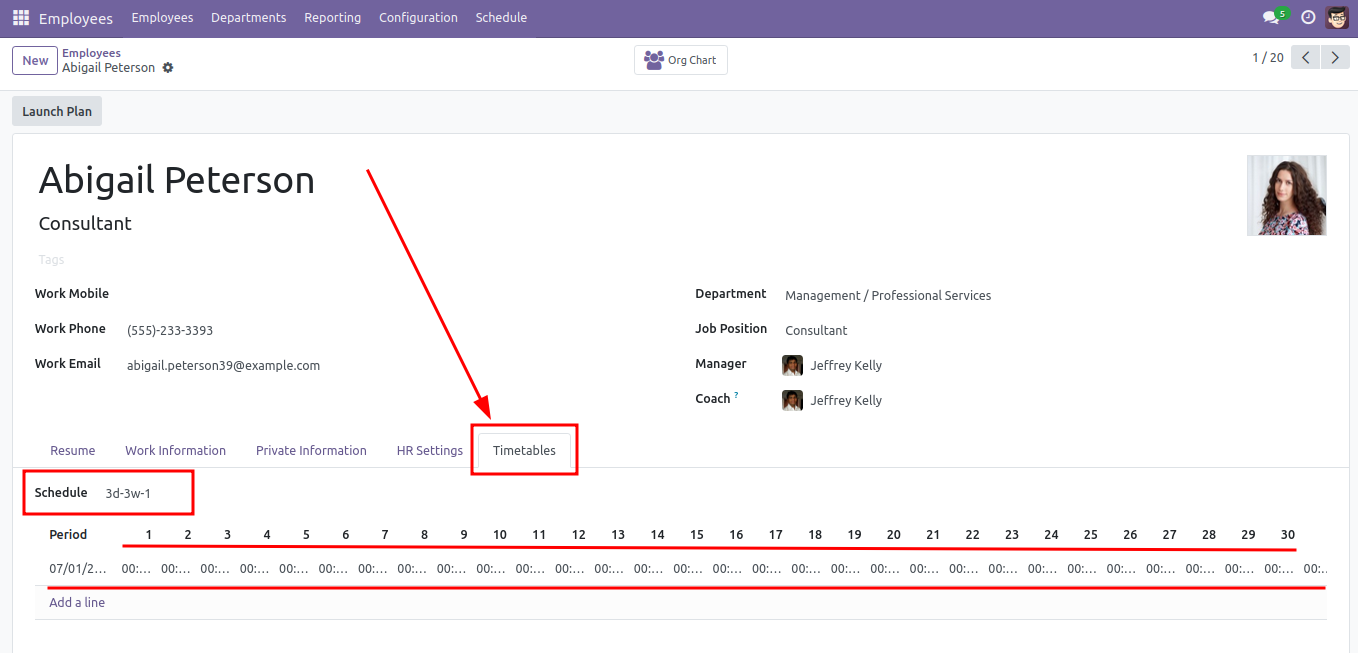 Employees Employees Departments Reporting Configuration Schedule 5
New Employees
Abigail Peterson
Org Chart
1 / 20
Launch Plan
Abigail Peterson
Consultant
Tags
Work Mobile
Work Phone (555)-233-3393
Work Email abigail.peterson39@example.com
Department Management / Professional Services
Job Position Consultant
Manager Jeffrey Kelly
Coach ? Jeffrey Kelly
Resume Work Information Private Information HR Settings Timetables
Schedule 3d-3w-1
Period 1 2 3 4 5 6 7 8 9 10 11 12 13 14 15 16 17 18 19 20 21 22 23 24 25 26 27 28 29 30
07/01/2... 00:... 00:... 00:... 00:... 00:... 00:... 00:... 00:... 00:... 00:... 00:... 00:... 00:... 00:... 00:... 00:... 00:... 00:... 00:... 00:... 00:... 00:... 00:... 00:... 00:... 00:... 00:... 00:... 00:... 00:... 00:..
Add a line